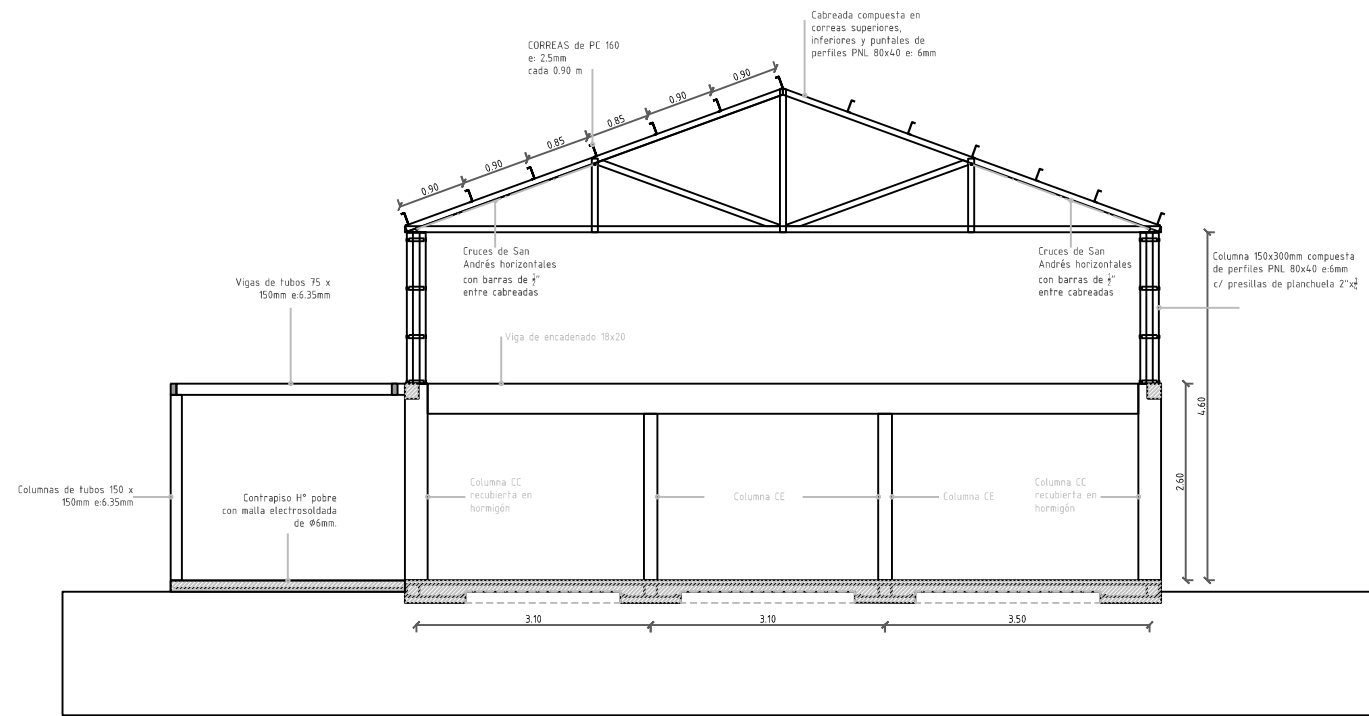 Cabreada compuesta en
correas superiores,
inferiores y puntales de
perfiles PNL 80x40 e: 6mm
CORREAS de PC 160
e: 2.5mm
cada 0.90 m
0.90
0.90
0.85
0.85
0.90
0.90
Cruces de San
Andrés horizontales
con barras de ½"
entre cabreadas
Cruces de San
Andrés horizontales
con barras de ½"
entre cabreadas
Columna 150x300mm compuesta
de perfiles PNL 80x40 e:6mm
c/ presillas de planchuela 2"x
Vigas de tubos 75 x
150mm e:6.35mm
Viga de encadenado 18x20
4.60
2.60
Columnas de tubos 150 x
150mm e:6.35mm
Contrapiso H° pobre
con malla electrosoldada
de Ø6mm.
Columna CC
recubierta en
hormigón
Columna CE
Columna CE
Columna CC
recubierta en
hormigón
3.10
3.10
3.50